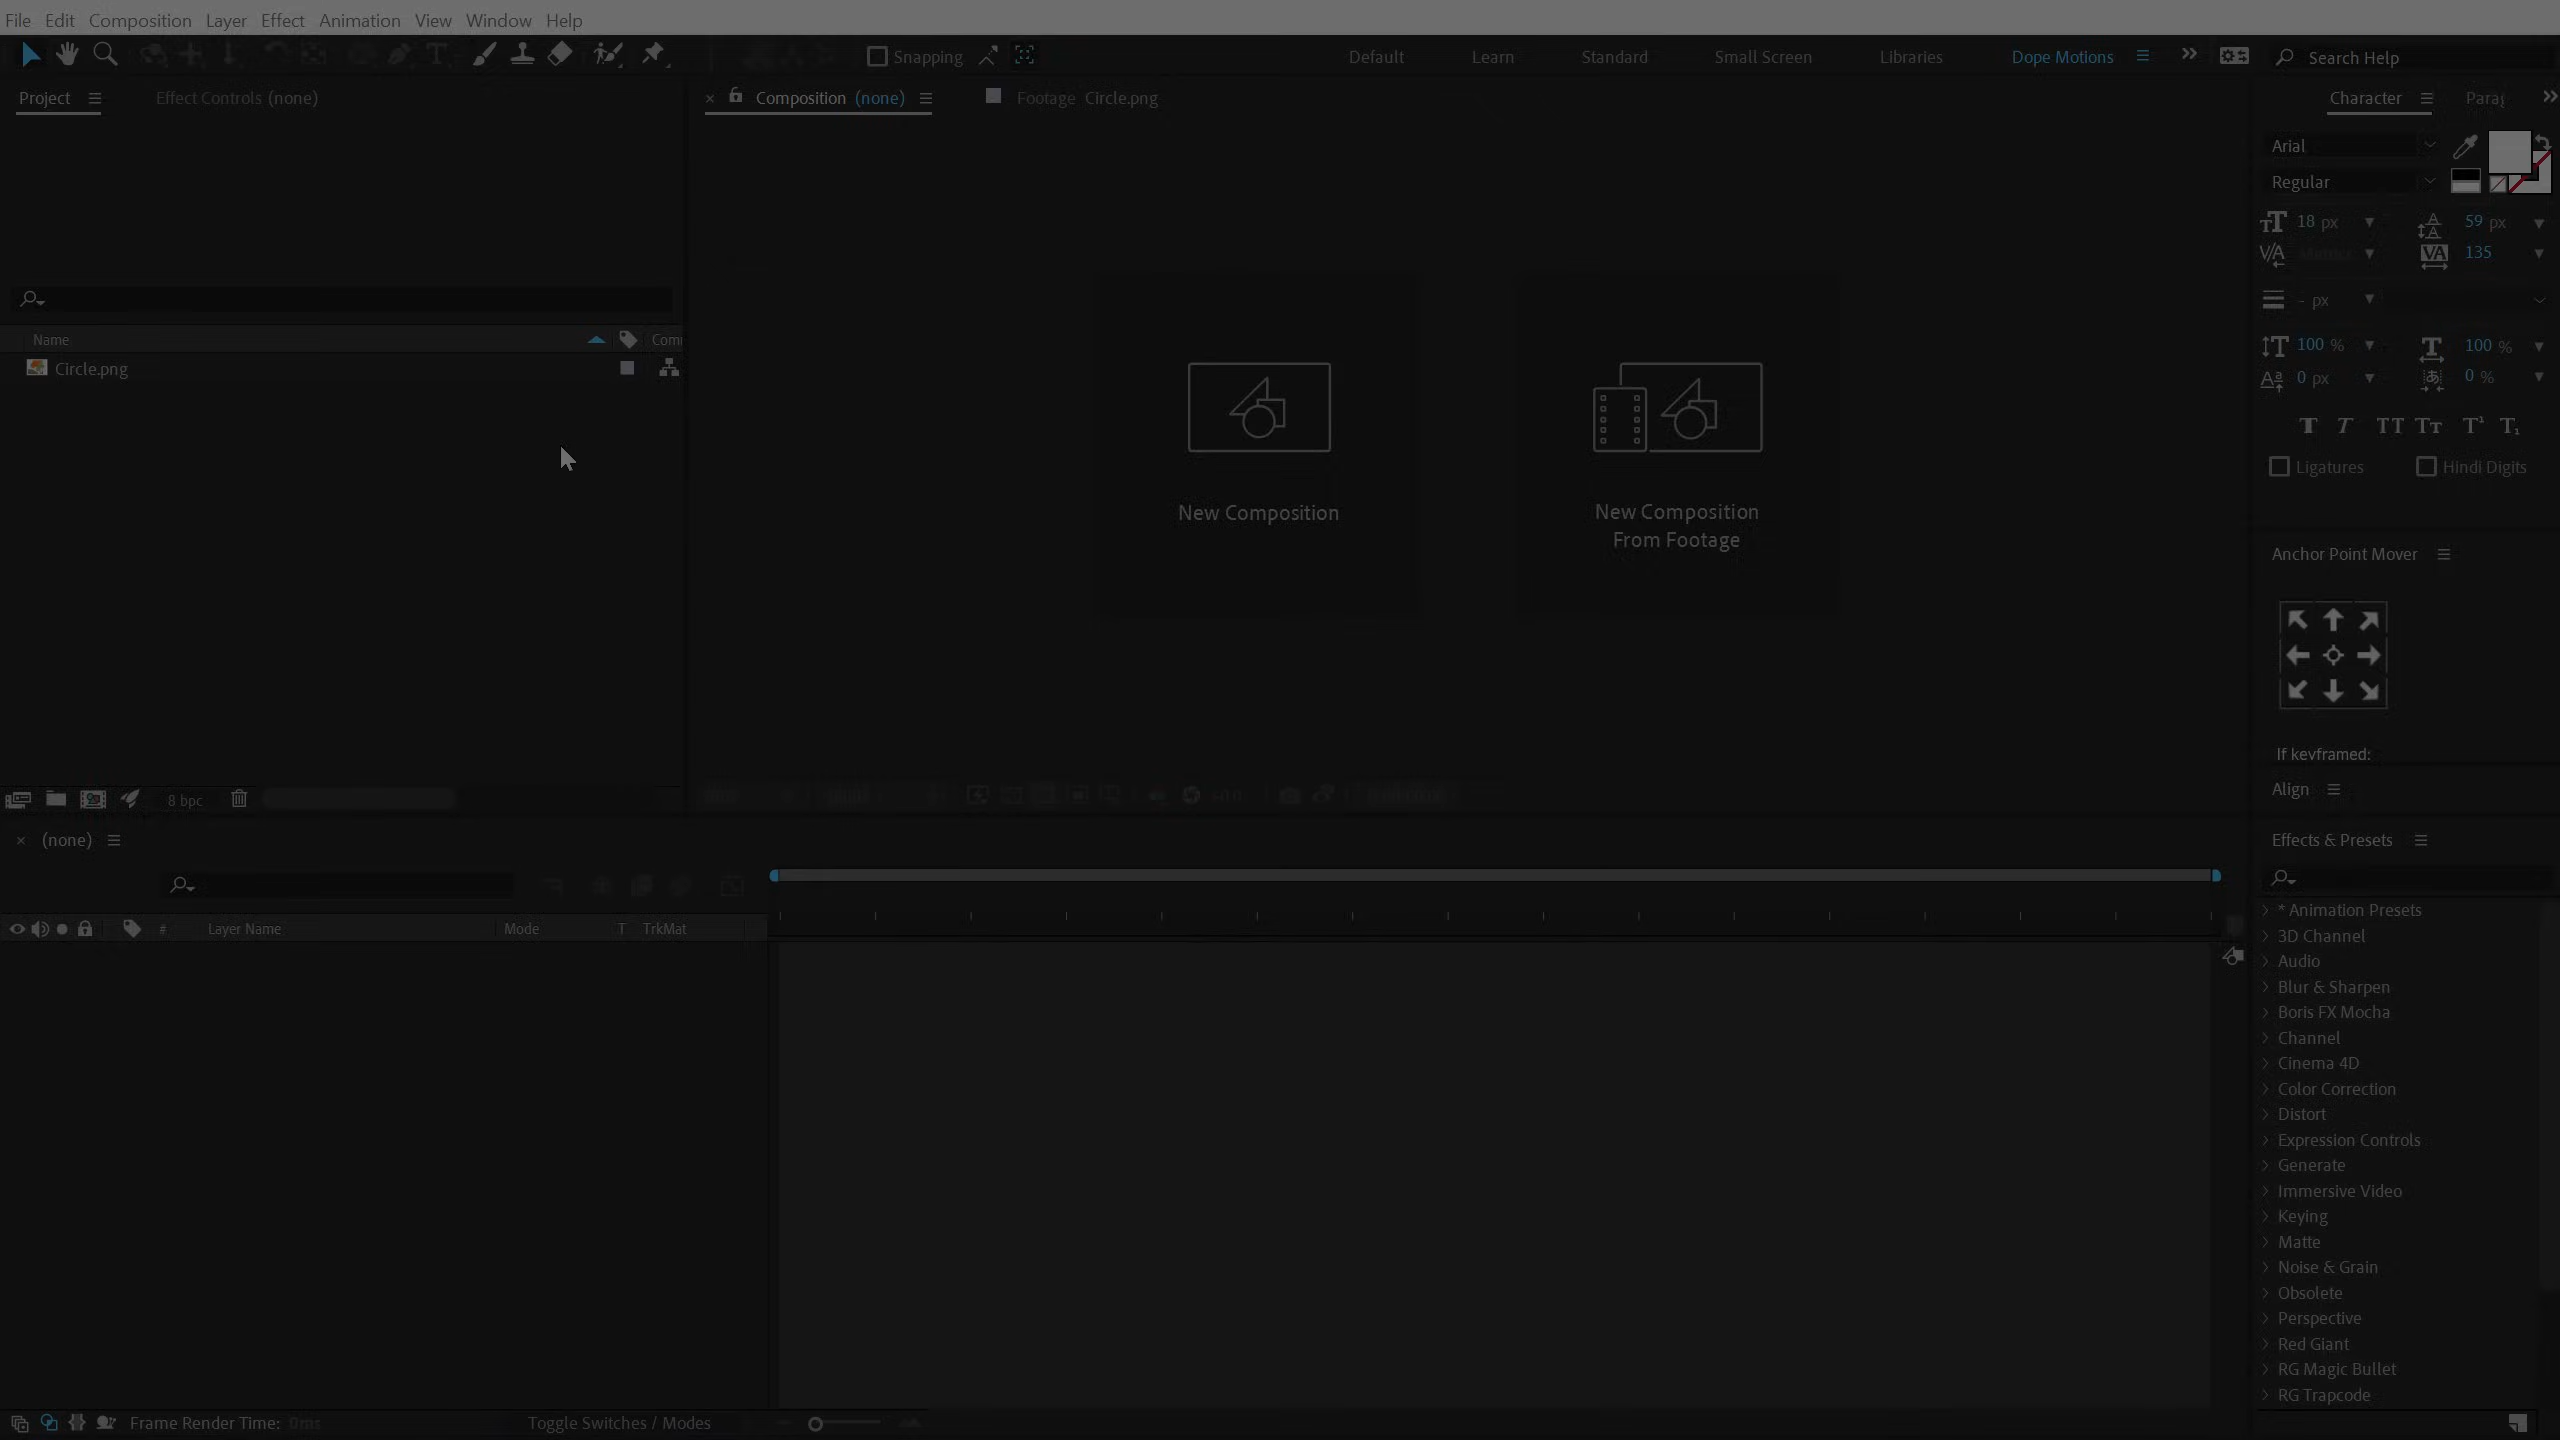 File Edit Composition Layer Effect Animation View Window Help
Snapping
Default Learn Standard Small Screen Libraries Dope Motions
Search Help
Project
Effect Controls (none)
Composition (none)
Footage Circle.png
Character
Arial
Regular
18 px
59 px
135
- px
100 %
100 %
0 px
0 %
Ligatures
Hindi Digits
Name
Circle.png
New Composition
New Composition
From Footage
Anchor Point Mover
If keyframed:
Align
8 bpc
(none)
Layer Name Mode T TrkMat
Effects & Presets
* Animation Presets
3D Channel
Audio
Blur & Sharpen
Boris FX Mocha
Channel
Cinema 4D
Color Correction
Distort
Expression Controls
Generate
Immersive Video
Keying
Matte
Noise & Grain
Obsolete
Perspective
Red Giant
RG Magic Bullet
RG Trapcode
Frame Render Time: 0ms
Toggle Switches / Modes